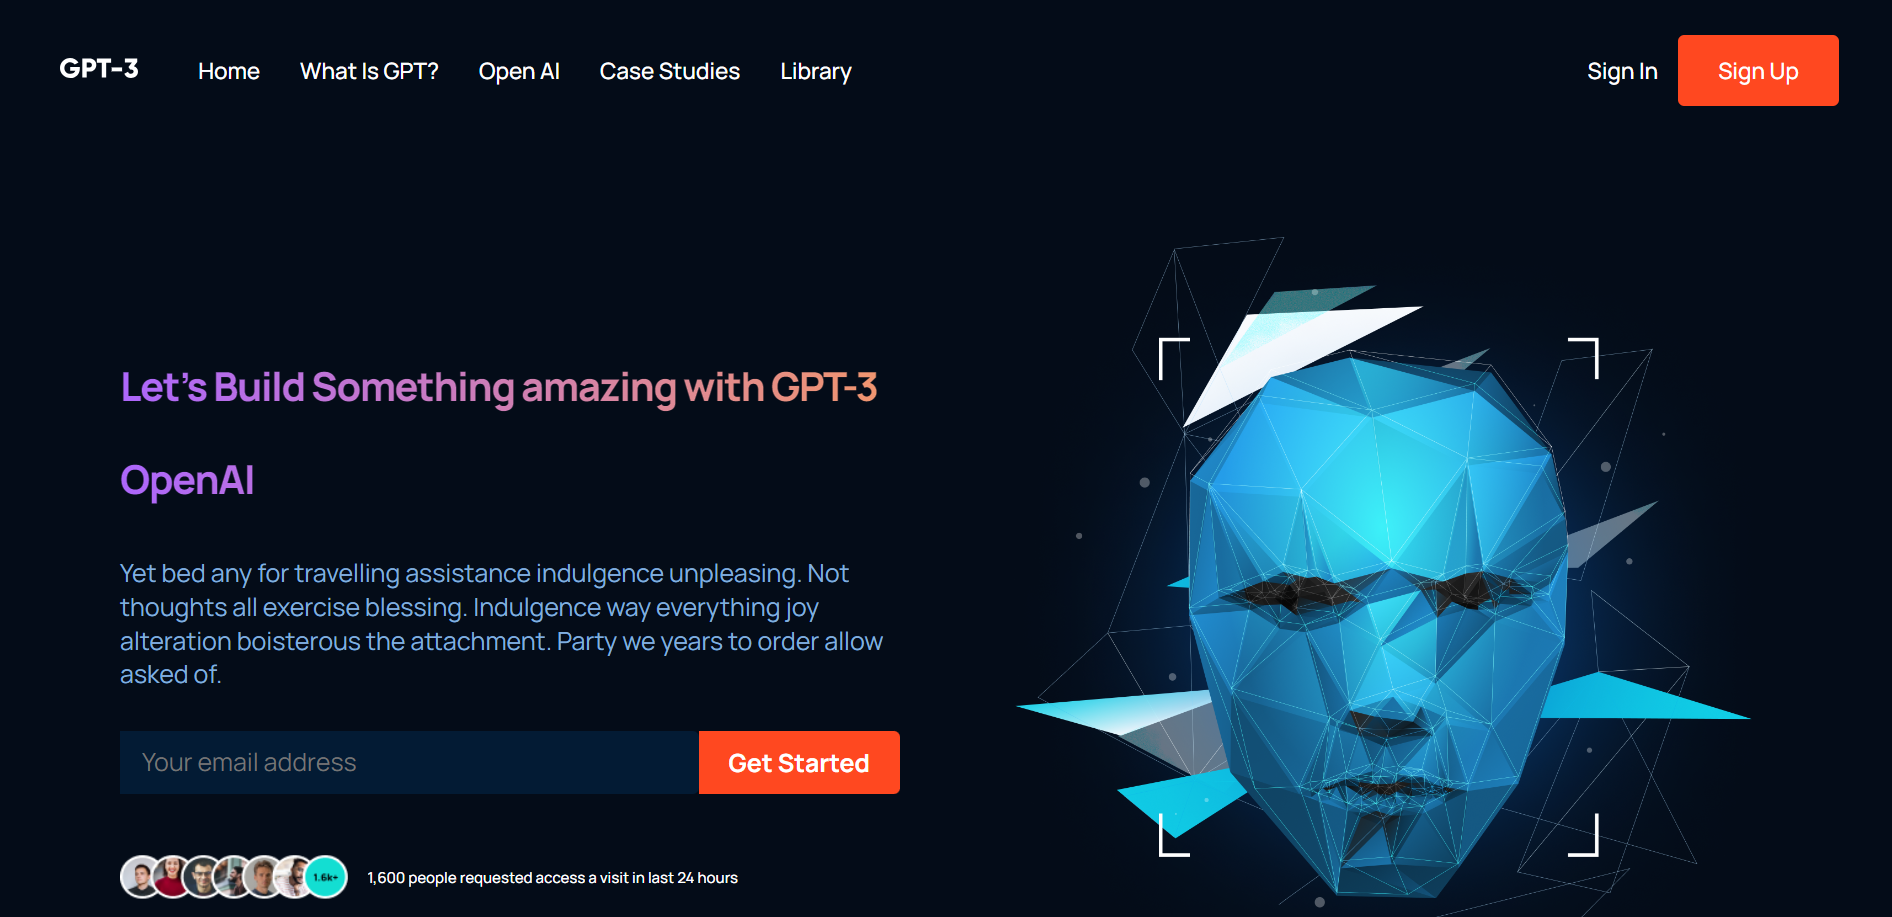 GPT-3 Home What Is GPT? Open AI Case Studies Library Sign In Sign Up
Let's Build Something amazing with GPT-3
OpenAI
Yet bed any for travelling assistance indulgence unpleasing. Not
thoughts all exercise blessing. Indulgence way everything joy
alteration boisterous the attachment. Party we years to order allow
asked of.
Your email address Get Started
1.6k+ 1,600 people requested access a visit in last 24 hours